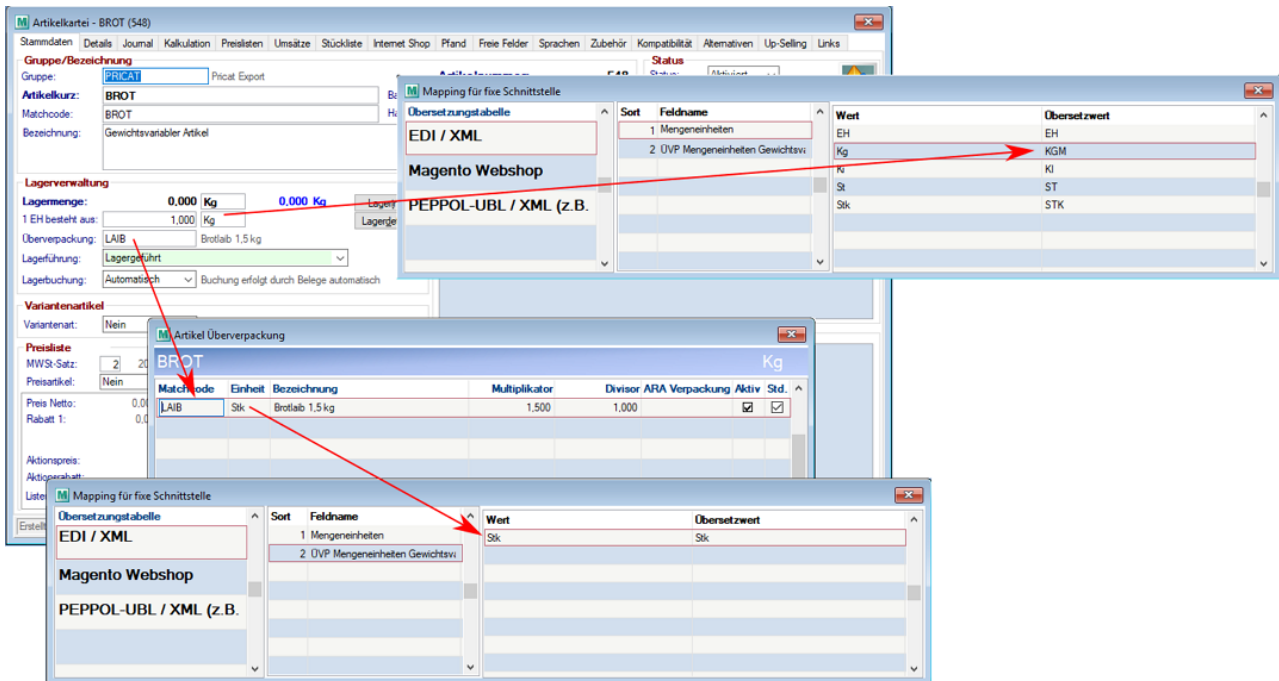 Artikelkartei - BROT (548)
Stammdaten Details Journal Kalkulation Preislisten Umsätze Stückliste Internet Shop Pfand Freie Felder Sprachen Zubehör Kompatibilität Alternativen Up-Selling Links
Gruppe/Bezeichnung
Gruppe: PRICAT Pricat Export
Artikelkurz: BROT
Matchcode: BROT
Bezeichnung: Gewichtsvariabler Artikel
Status
Lagerverwaltung
Lagermenge: 0,000 Kg 0,000 Kg
1 EH besteht aus: 1,000 Kg
Überverpackung: LAIB Brotlaib 1,5 kg
Lagerführung: Lagergeführt
Lagerbuchung: Automatisch Buchung erfolgt durch Belege automatisch
Variantenartikel
Variantenart: Nein
Preisliste
MWSt-Satz: 2
Preisartikel: Nein
Preis Netto:
Rabatt 1:
Aktionspreis:
Mapping für fixe Schnittstelle
Übersetzungstabelle Sort Feldname Wert Übersetzwert
EDI / XML
Magento Webshop
PEPPOL-UBL / XML (z.B.
1 Mengeneinheiten
2 ÜVP Mengeneinheiten Gewichtsva
EH EH
Kg KGM
KI KI
St ST
Stk STK
Artikel Überverpackung
BROT Kg
Matchcode Einheit Bezeichnung Multiplikator Divisor ARA Verpackung Aktiv Std.
LAIB Stk Brotlaib 1,5 kg 1,500 1,000
Mapping für fixe Schnittstelle
Übersetzungstabelle Sort Feldname Wert Übersetzwert
EDI / XML
Magento Webshop
PEPPOL-UBL / XML (z.B.
1 Mengeneinheiten
2 ÜVP Mengeneinheiten Gewichtsva
Stk Stk